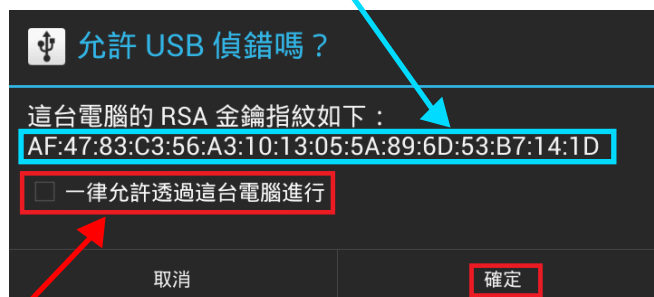 允許 USB 偵錯嗎？
這台電腦的 RSA 金鑰指紋如下：
AF:47:83:C3:56:A3:10:13:05:5A:89:6D:53:B7:14:1D
一律允許透過這台電腦進行
取消
確定